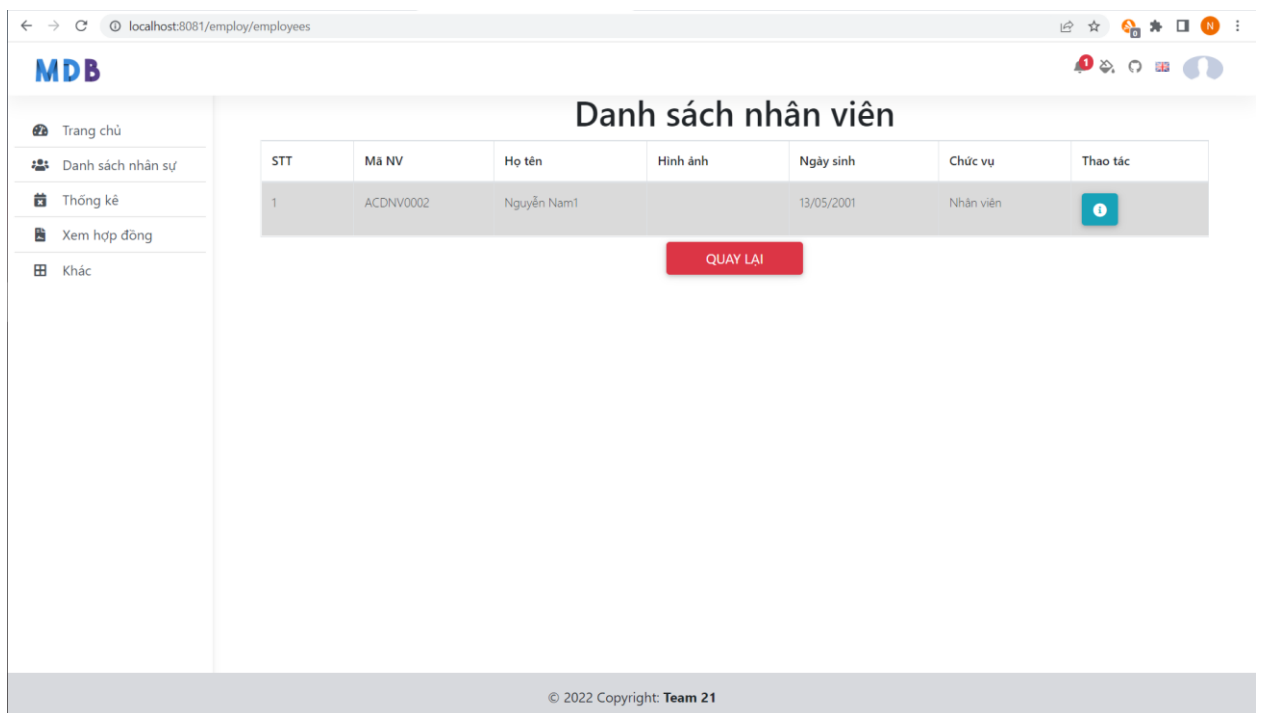 localhost:8081/employ/employees
0
N
MDB
1
Danh sách nhân viên
Trang chủ
Danh sách nhân sự
Thống kê
Xem hợp đồng
Khác
STT Mã NV Họ tên Hình ảnh Ngày sinh Chức vụ Thao tác
1 ACDNV0002 Nguyễn Nam1 13/05/2001 Nhân viên
QUAY LẠI
© 2022 Copyright: Team 21